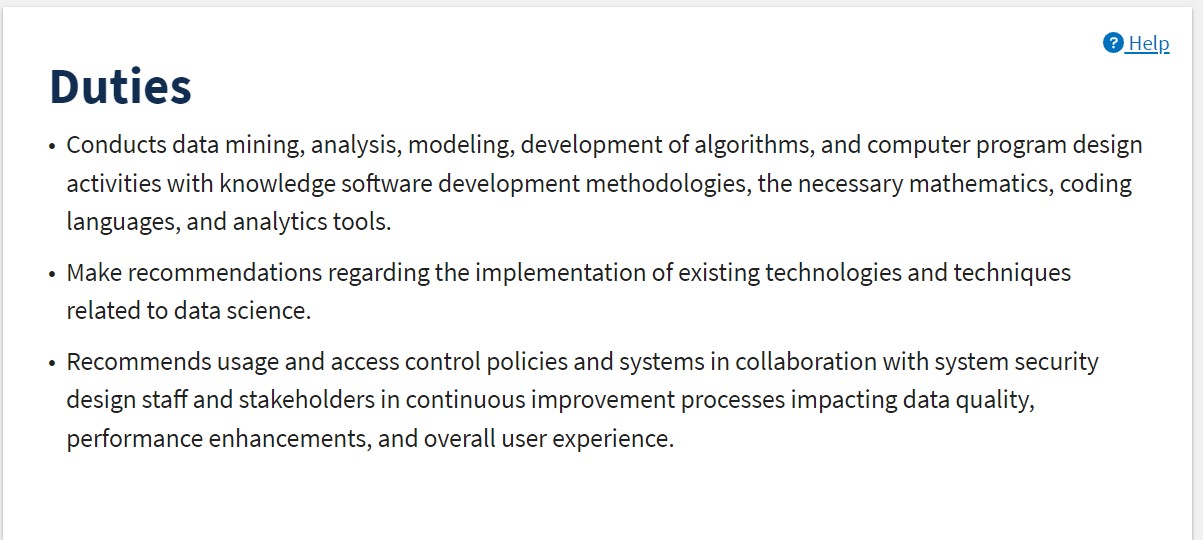 Help
Duties
• Conducts data mining, analysis, modeling, development of algorithms, and computer program design
activities with knowledge software development methodologies, the necessary mathematics, coding
languages, and analytics tools.
• Make recommendations regarding the implementation of existing technologies and techniques
related to data science.
• Recommends usage and access control policies and systems in collaboration with system security
design staff and stakeholders in continuous improvement processes impacting data quality,
performance enhancements, and overall user experience.